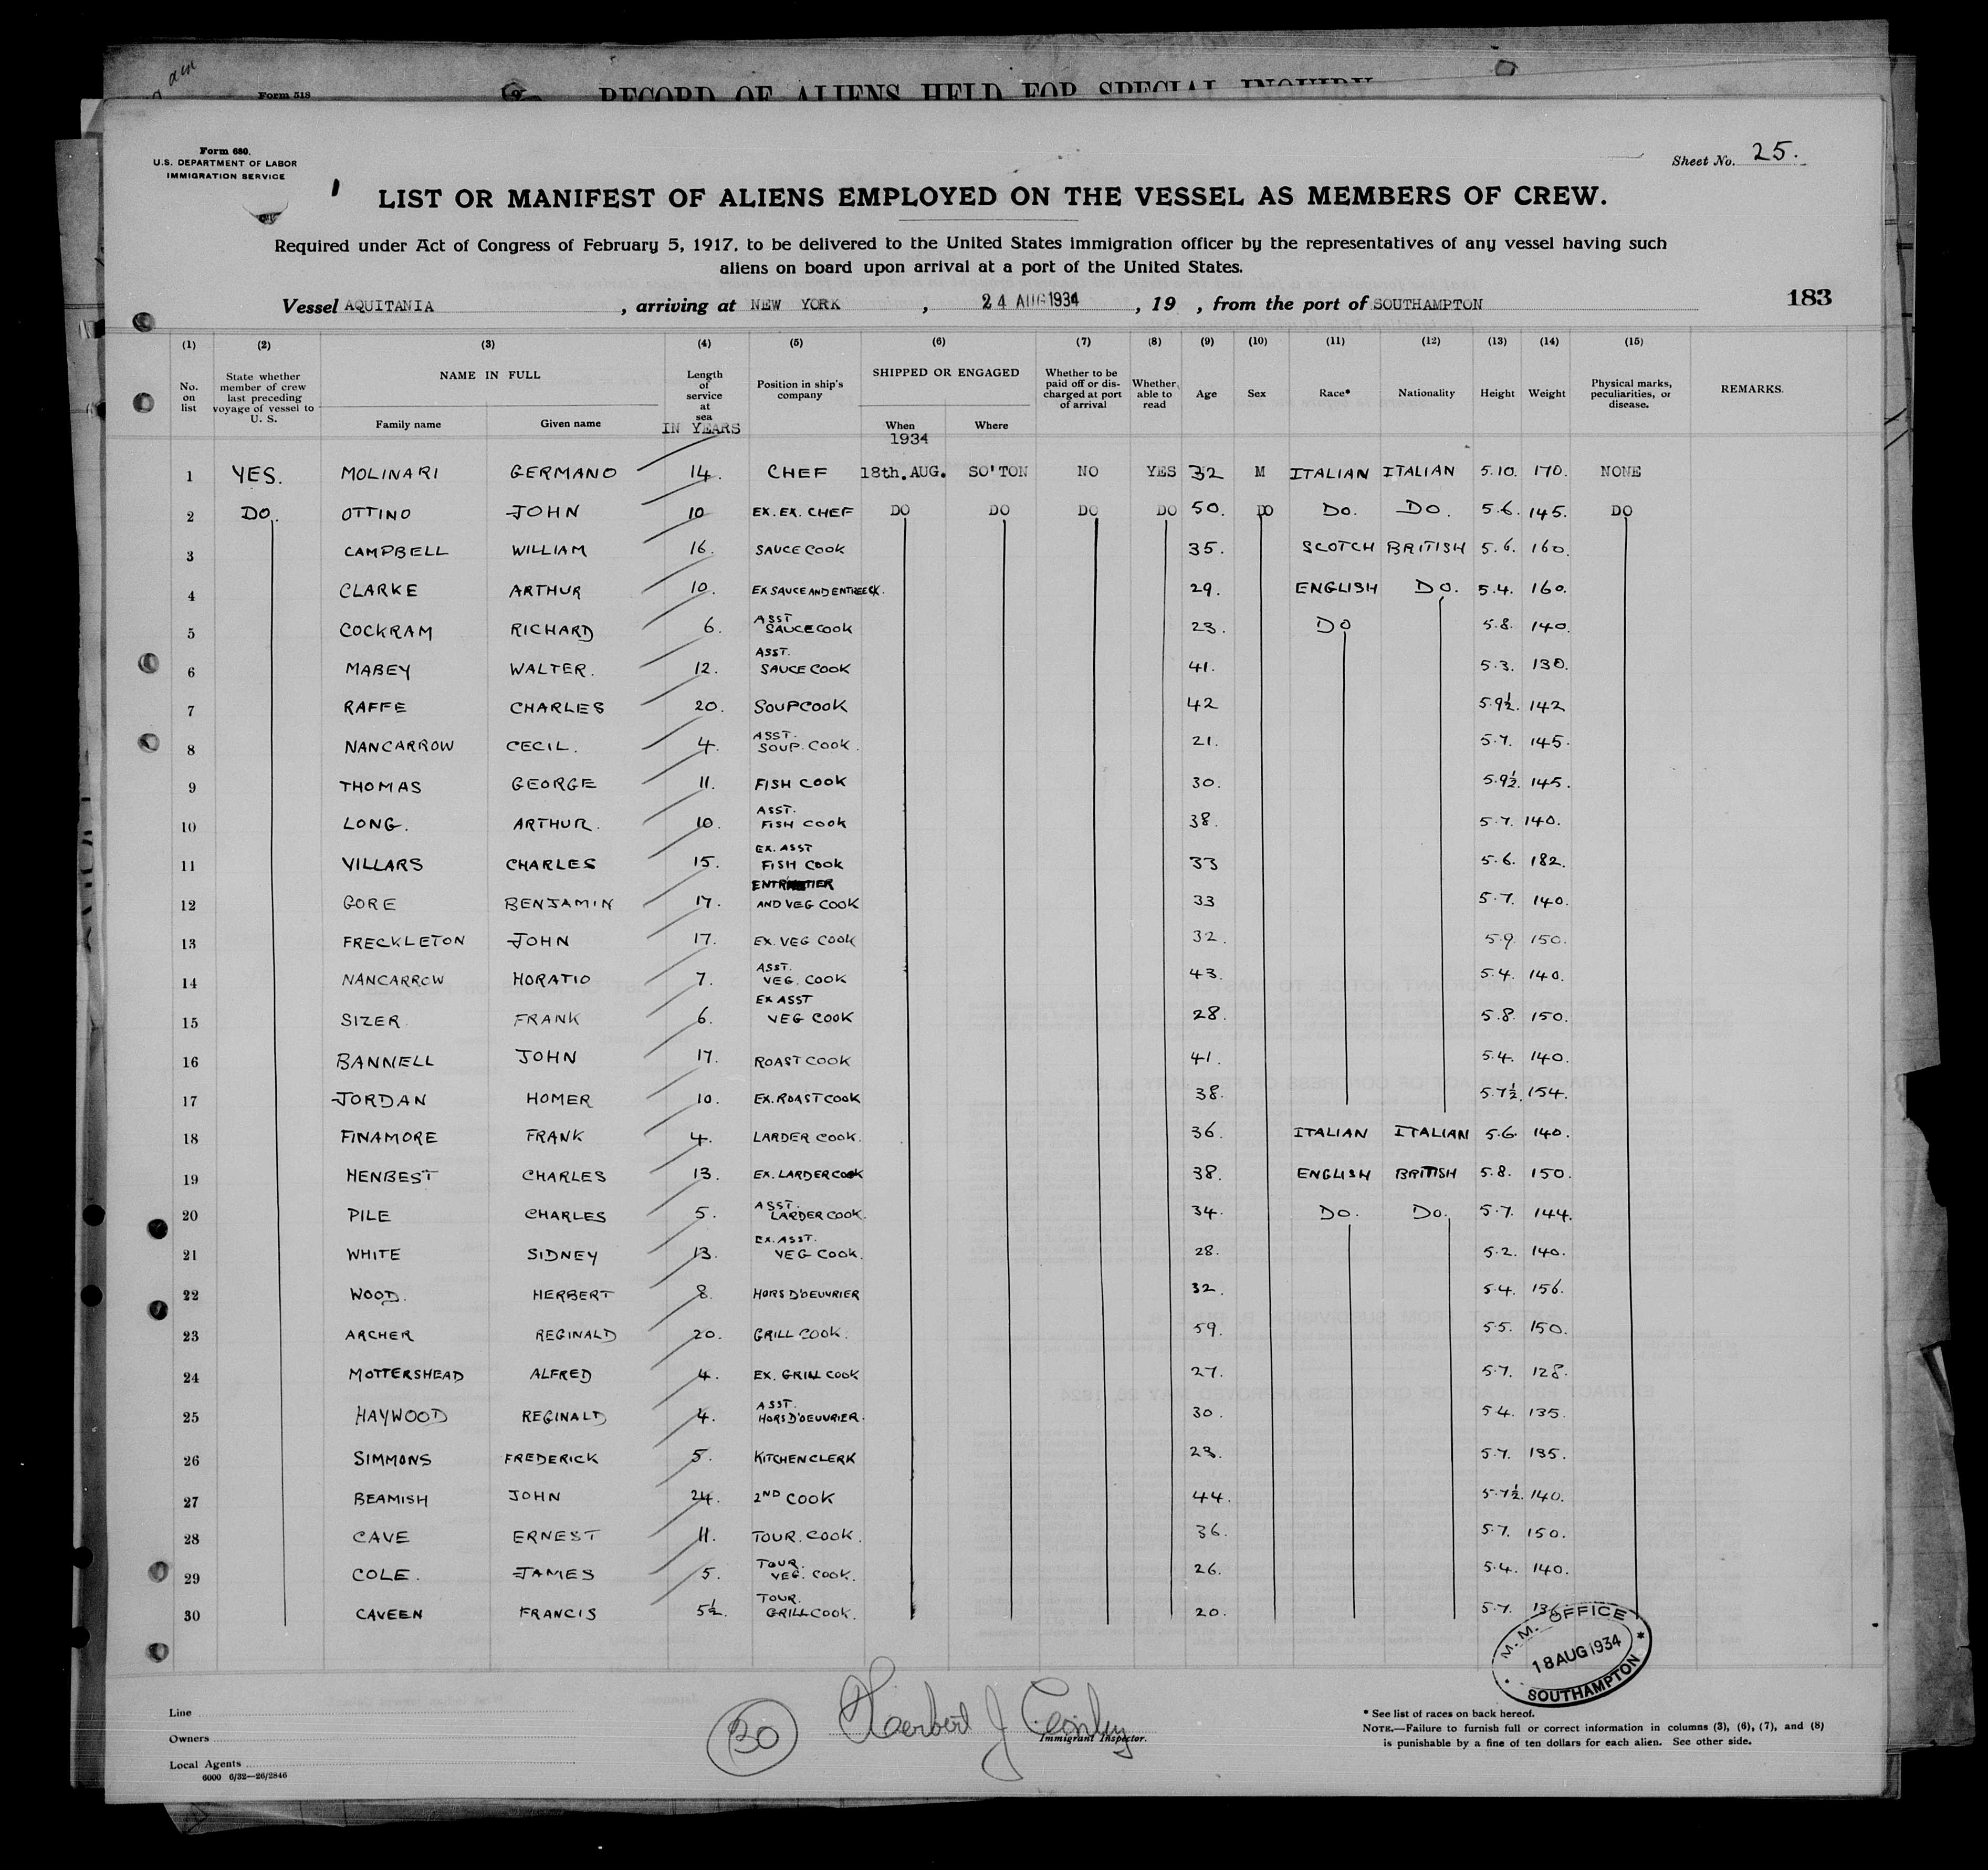 Form 518
RECORD OF ALIENS HELD FOR SPECIAL INQUIRY
Form 680.
U.S. DEPARTMENT OF LABOR
IMMIGRATION SERVICE
Sheet No. 25.
LIST OR MANIFEST OF ALIENS EMPLOYED ON THE VESSEL AS MEMBERS OF CREW.
Required under Act of Congress of February 5, 1917, to be delivered to the United States immigration officer by the representatives of any vessel having such
aliens on board upon arrival at a port of the United States.
Vessel AQUITANIA , arriving at NEW YORK , 24 AUG 1934 , 19 , from the port of SOUTHAMPTON 183
(1) (2) (3) (4) (5) (6) (7) (8) (9) (10) (11) (12) (13) (14) (15)
No. on list State whether member of crew last preceding voyage of vessel to U. S. NAME IN FULL Family name Given name Length of service at sea IN YEARS Position in ship's company SHIPPED OR ENGAGED When 1934 Where Whether to be paid off or discharged at port of arrival Whether able to read Age Sex Race* Nationality Height Weight Physical marks, peculiarities, or disease. REMARKS.
1 YES. MOLINARI GERMANO 14. CHEF 18th. AUG. SO'TON NO YES 32 M ITALIAN ITALIAN 5.10. 170. NONE
2 DO. OTTINO JOHN 10 EX. EX. CHEF DO DO DO DO 50. DO DO. DO. 5.6. 145. DO
3 CAMPBELL WILLIAM 16. SAUCE COOK 35. SCOTCH BRITISH 5.6. 160.
4 CLARKE ARTHUR 10. EX SAUCE AND ENTREE CK. 29. ENGLISH DO. 5.4. 160.
5 COCKRAM RICHARD 6. ASST SAUCE COOK 23. DO 5.8. 140.
6 MABEY WALTER. 12. ASST. SAUCE COOK 41. 5.3. 130.
7 RAFFE CHARLES 20. SOUP COOK 42 5.9½. 142
8 NANCARROW CECIL. 4. ASST. SOUP. COOK. 21. 5.7. 145.
9 THOMAS GEORGE 11. FISH COOK 30. 5.9½. 145.
10 LONG. ARTHUR. 10. ASST. FISH COOK 38. 5.7. 140.
11 VILLARS CHARLES 15. EX. ASST FISH COOK 33 5.6. 182.
12 GORE BENJAMIN 17. AND VEG COOK 33 5.7. 140.
13 FRECKLETON JOHN 17. EX. VEG COOK 32. 5.9. 150.
14 NANCARROW HORATIO 7. ASST. VEG. COOK 43. 5.4. 140.
15 SIZER. FRANK 6. EX ASST VEG COOK 28. 5.8. 150.
16 BANNELL JOHN 17. ROAST COOK 41. 5.4. 140.
17 JORDAN HOMER 10. EX. ROAST COOK 38. 5.7½. 154.
18 FINAMORE FRANK 4. LARDER COOK. 36. ITALIAN ITALIAN 5.6. 140.
19 HENBEST CHARLES 13. EX. LARDER COOK 38. ENGLISH BRITISH 5.8. 150.
20 PILE CHARLES 5. ASST. LARDER COOK. 34. DO. DO. 5.7. 144.
21 WHITE SIDNEY 13. EX. ASST. VEG COOK. 28. 5.2. 140.
22 WOOD. HERBERT 8. HORS D'OEUVRIER 32. 5.4. 156.
23 ARCHER REGINALD 20. GRILL COOK. 59. 5.5. 150.
24 MOTTERSHEAD ALFRED 4. EX. GRILL COOK 27. 5.7. 128.
25 HAYWOOD REGINALD 4. ASST. HORS D'OEUVRIER. 30. 5.4. 135.
26 SIMMONS FREDERICK 5. KITCHEN CLERK 23. 5.7. 135.
27 BEAMISH JOHN 24. 2ND COOK 44. 5.7½. 140.
28 CAVE ERNEST 11. TOUR. COOK. 36. 5.7. 150.
29 COLE. JAMES 5. TOUR. VEG. COOK. 26. 5.4. 140.
30 CAVEEN FRANCIS 5½. TOUR. GRILL COOK. 20. 5.7.
M. M. OFFICE
18 AUG 1934
SOUTHAMPTON
Line
Owners
Local Agents
6000 6/32—26/2846
30
Herbert J
Immigrant Inspector.
* See list of races on back hereof.
NOTE.—Failure to furnish full or correct information in columns (3), (6), (7), and (8)
is punishable by a fine of ten dollars for each alien. See other side.